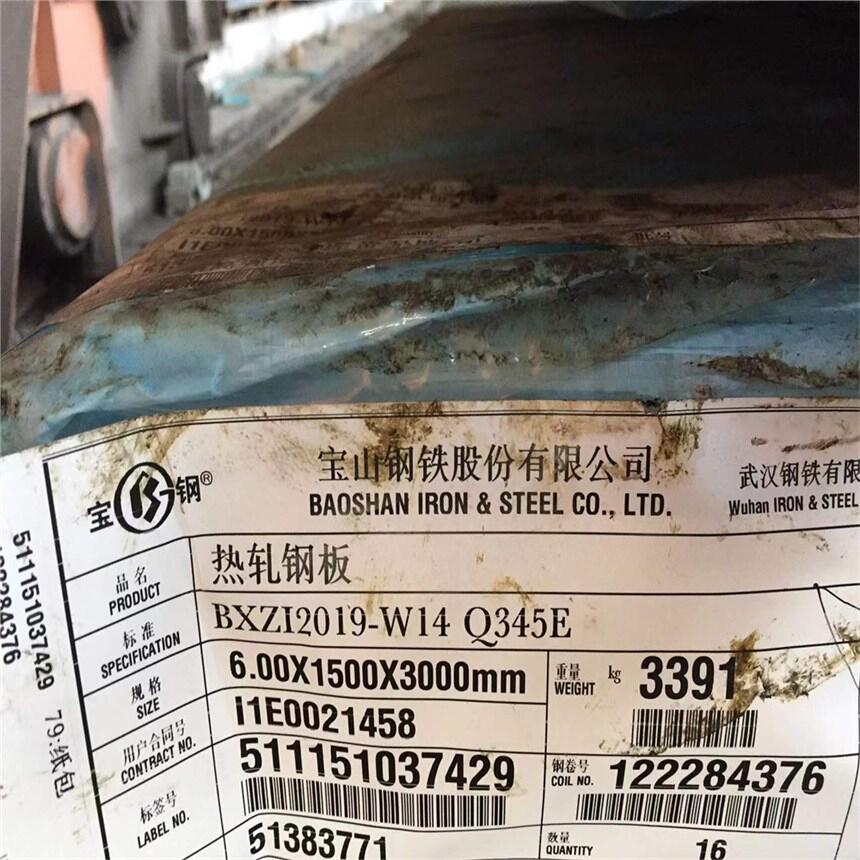 6.00X1500X
I1E00
宝山钢铁股份有限公司
武汉钢铁有限
宝 钢®
BAOSHAN IRON & STEEL CO., LTD.
Wuhan IRON & STEEL
品名
PRODUCT
热轧钢板
标准
SPECIFICATION
BXZI2019-W14 Q345E
规格
SIZE
6.00X1500X3000mm
重量
WEIGHT
kg
3391
用户合同号
CONTRACT NO.
I1E0021458
标签号
LABEL NO.
511151037429
钢卷号
COIL NO.
122284376
51383771
数量
QUANTITY
16
511151037429
79:纸包
122284376